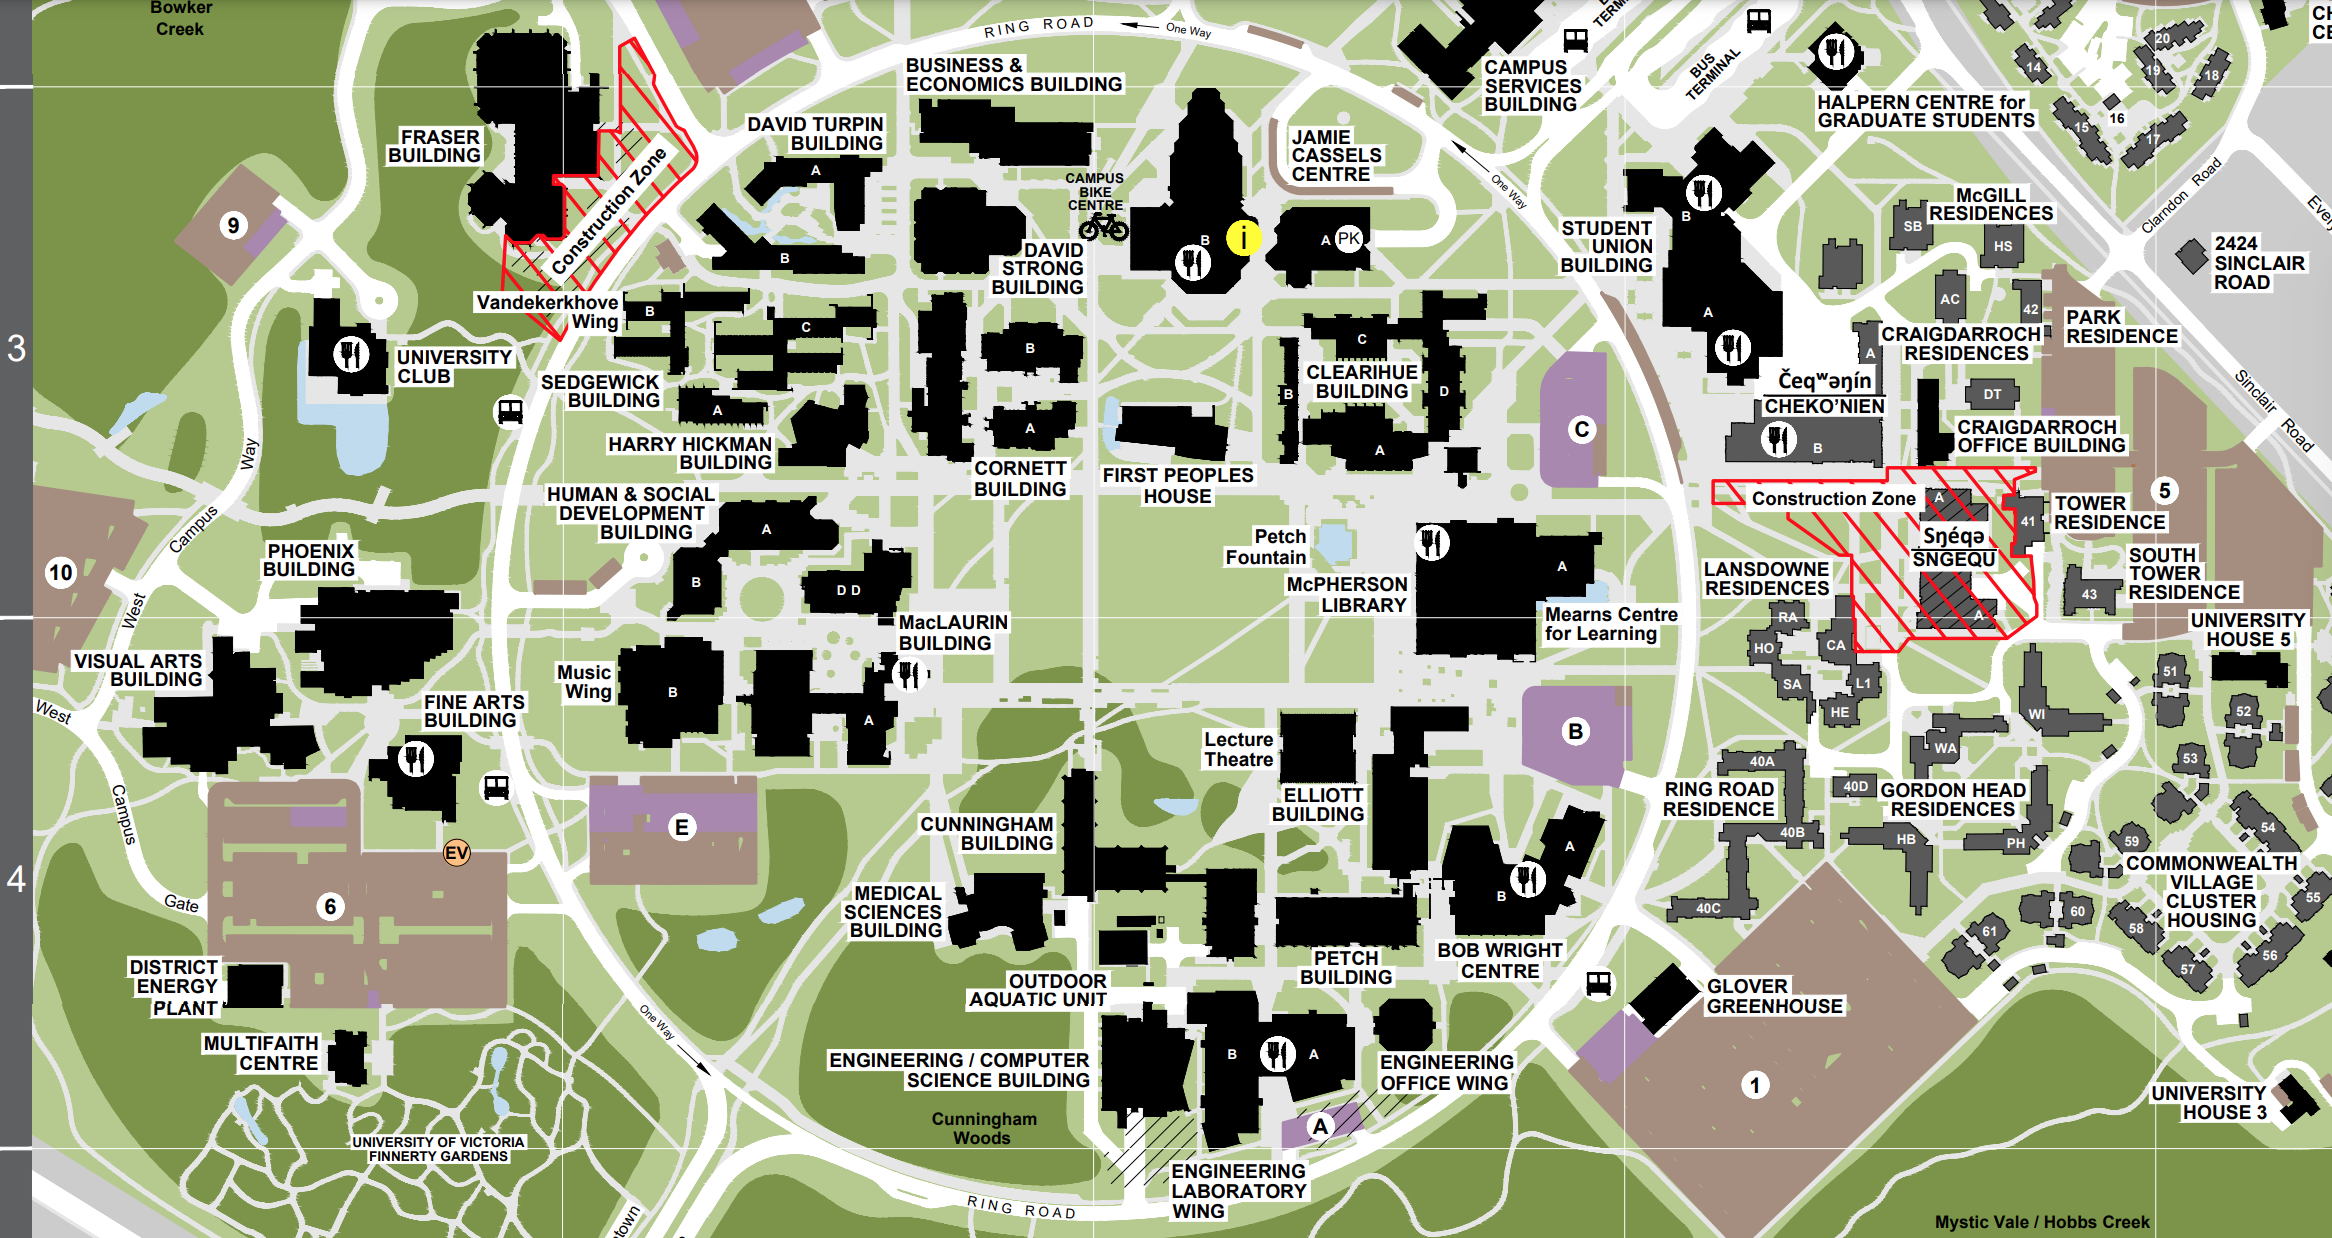 Bowker
Creek
RING ROAD
One Way
BUS
TERMINAL
BUSINESS &
ECONOMICS BUILDING
CAMPUS
SERVICES
BUILDING
HALPERN CENTRE for
GRADUATE STUDENTS
14
15
16
17
18
19
20
FRASER
BUILDING
Construction Zone
DAVID TURPIN
BUILDING
A
B
CAMPUS
BIKE
CENTRE
DAVID
STRONG
BUILDING
B
i
JAMIE
CASSELS
CENTRE
A
PK
One Way
STUDENT
UNION
BUILDING
B
A
McGILL
RESIDENCES
SB
HS
Clarndon Road
2424
SINCLAIR
ROAD
9
Vandekerkhove
Wing
B
C
A
3
UNIVERSITY
CLUB
SEDGEWICK
BUILDING
HARRY HICKMAN
BUILDING
B
A
CORNETT
BUILDING
FIRST PEOPLES
HOUSE
C
CLEARIHUE
BUILDING
B
D
A
C
AC
42
PARK
RESIDENCE
CRAIGDARROCH
RESIDENCES
A
Čeqʷəŋín
CHEKO’NIEN
B
DT
CRAIGDARROCH
OFFICE BUILDING
Sinclair Road
5
Construction Zone
A
Sŋéqə
SNGEQU
A
41
TOWER
RESIDENCE
SOUTH
TOWER
RESIDENCE
43
West
Campus
Way
10
PHOENIX
BUILDING
HUMAN & SOCIAL
DEVELOPMENT
BUILDING
A
B
D D
Petch
Fountain
McPHERSON
LIBRARY
A
Mearns Centre
for Learning
LANSDOWNE
RESIDENCES
RA
HO
CA
SA
L1
HE
UNIVERSITY
HOUSE 5
VISUAL ARTS
BUILDING
MacLAURIN
BUILDING
Music
Wing
B
A
FINE ARTS
BUILDING
West
Campus
Gate
E
Lecture
Theatre
ELLIOTT
BUILDING
B
WI
WA
51
52
53
54
55
56
57
58
59
60
61
RING ROAD
RESIDENCE
40A
40B
40C
40D
GORDON HEAD
RESIDENCES
HB
PH
COMMONWEALTH
VILLAGE
CLUSTER
HOUSING
4
EV
6
CUNNINGHAM
BUILDING
MEDICAL
SCIENCES
BUILDING
A
B
BOB WRIGHT
CENTRE
PETCH
BUILDING
DISTRICT
ENERGY
PLANT
OUTDOOR
AQUATIC UNIT
GLOVER
GREENHOUSE
1
MULTIFAITH
CENTRE
One Way
ENGINEERING / COMPUTER
SCIENCE BUILDING
B
A
ENGINEERING
OFFICE WING
A
Cunningham
Woods
UNIVERSITY OF VICTORIA
FINNERTY GARDENS
ENGINEERING
LABORATORY
WING
RING ROAD
UNIVERSITY
HOUSE 3
Mystic Vale / Hobbs Creek